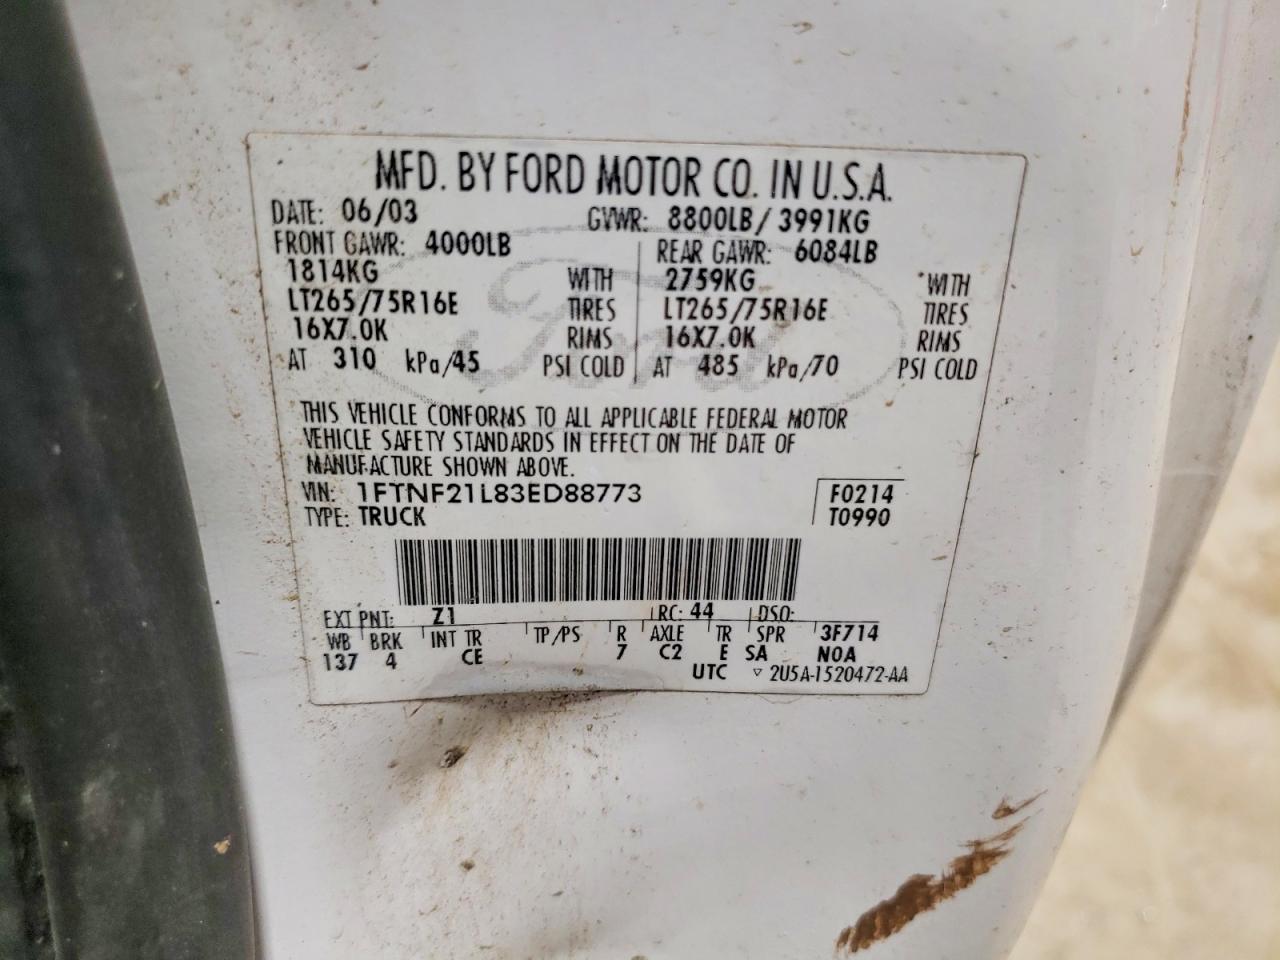 MFD. BY FORD MOTOR CO. IN U.S.A.
DATE: 06/03 GVWR: 8800LB / 3991KG
FRONT GAWR: 4000LB REAR GAWR: 6084LB
1814KG WITH 2759KG WITH
LT265/75R16E TIRES LT265/75R16E TIRES
16X7.0K RIMS 16X7.0K RIMS
AT 310 kPa/45 PSI COLD AT 485 kPa/70 PSI COLD
Ford
THIS VEHICLE CONFORMS TO ALL APPLICABLE FEDERAL MOTOR
VEHICLE SAFETY STANDARDS IN EFFECT ON THE DATE OF
MANUFACTURE SHOWN ABOVE.
VIN: 1FTNF21L83ED88773 F0214
TYPE: TRUCK T0990
EXT PNT: Z1 RC: 44 DSO:
WB BRK INT TR TP/PS R AXLE TR SPR 3F714
137 4 CE 7 C2 E SA N0A
UTC ▽ 2U5A-1520472-AA